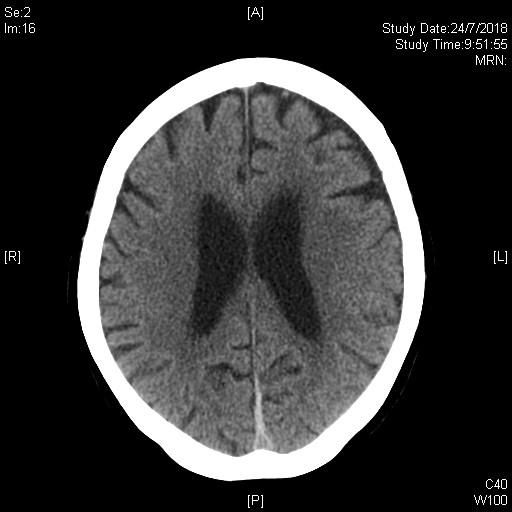 Se:2
Im:16
[A]
Study Date:24/7/2018
Study Time:9:51:55
MRN:
[R]
[L]
[P]
C40
W100